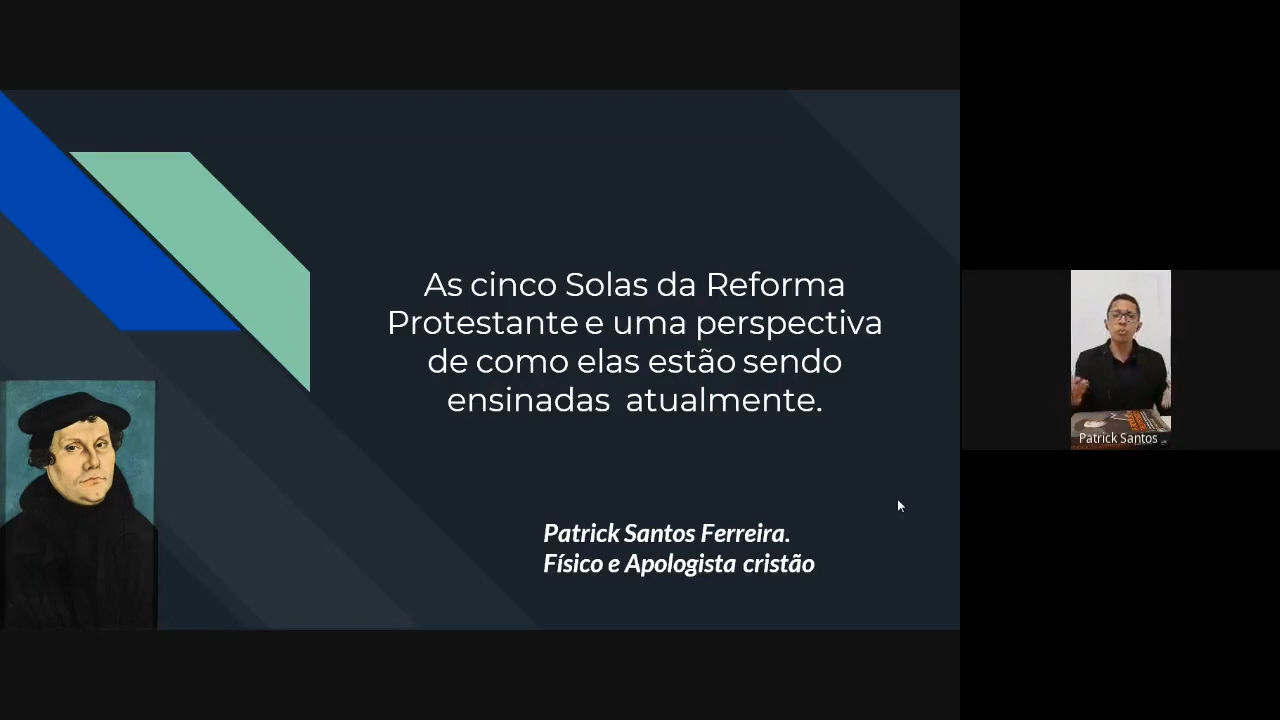 As cinco Solas da Reforma
Protestante e uma perspectiva
de como elas estão sendo
ensinadas atualmente.
Patrick Santos Ferreira.
Físico e Apologista cristão
Patrick Santos